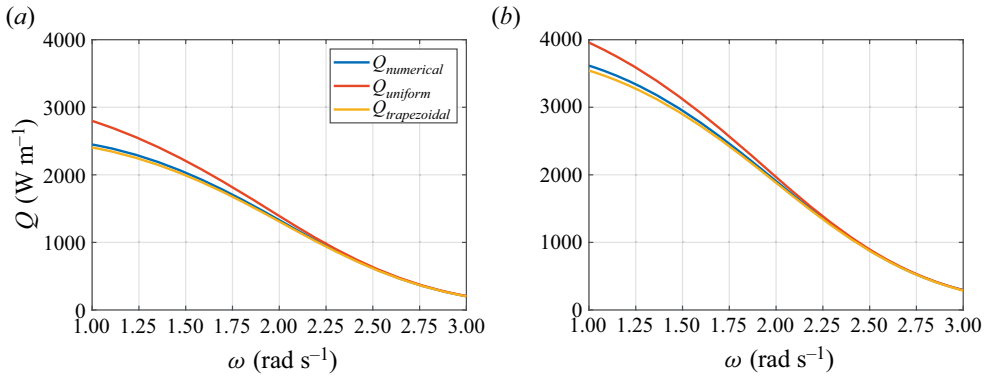 (a)
4000
3000
2000
1000
0
Q (W m⁻¹)
Q_numerical
Q_uniform
Q_trapezoidal
1.00 1.25 1.50 1.75 2.00 2.25 2.50 2.75 3.00
ω (rad s⁻¹)
(b)
4000
3000
2000
1000
0
1.00 1.25 1.50 1.75 2.00 2.25 2.50 2.75 3.00
ω (rad s⁻¹)